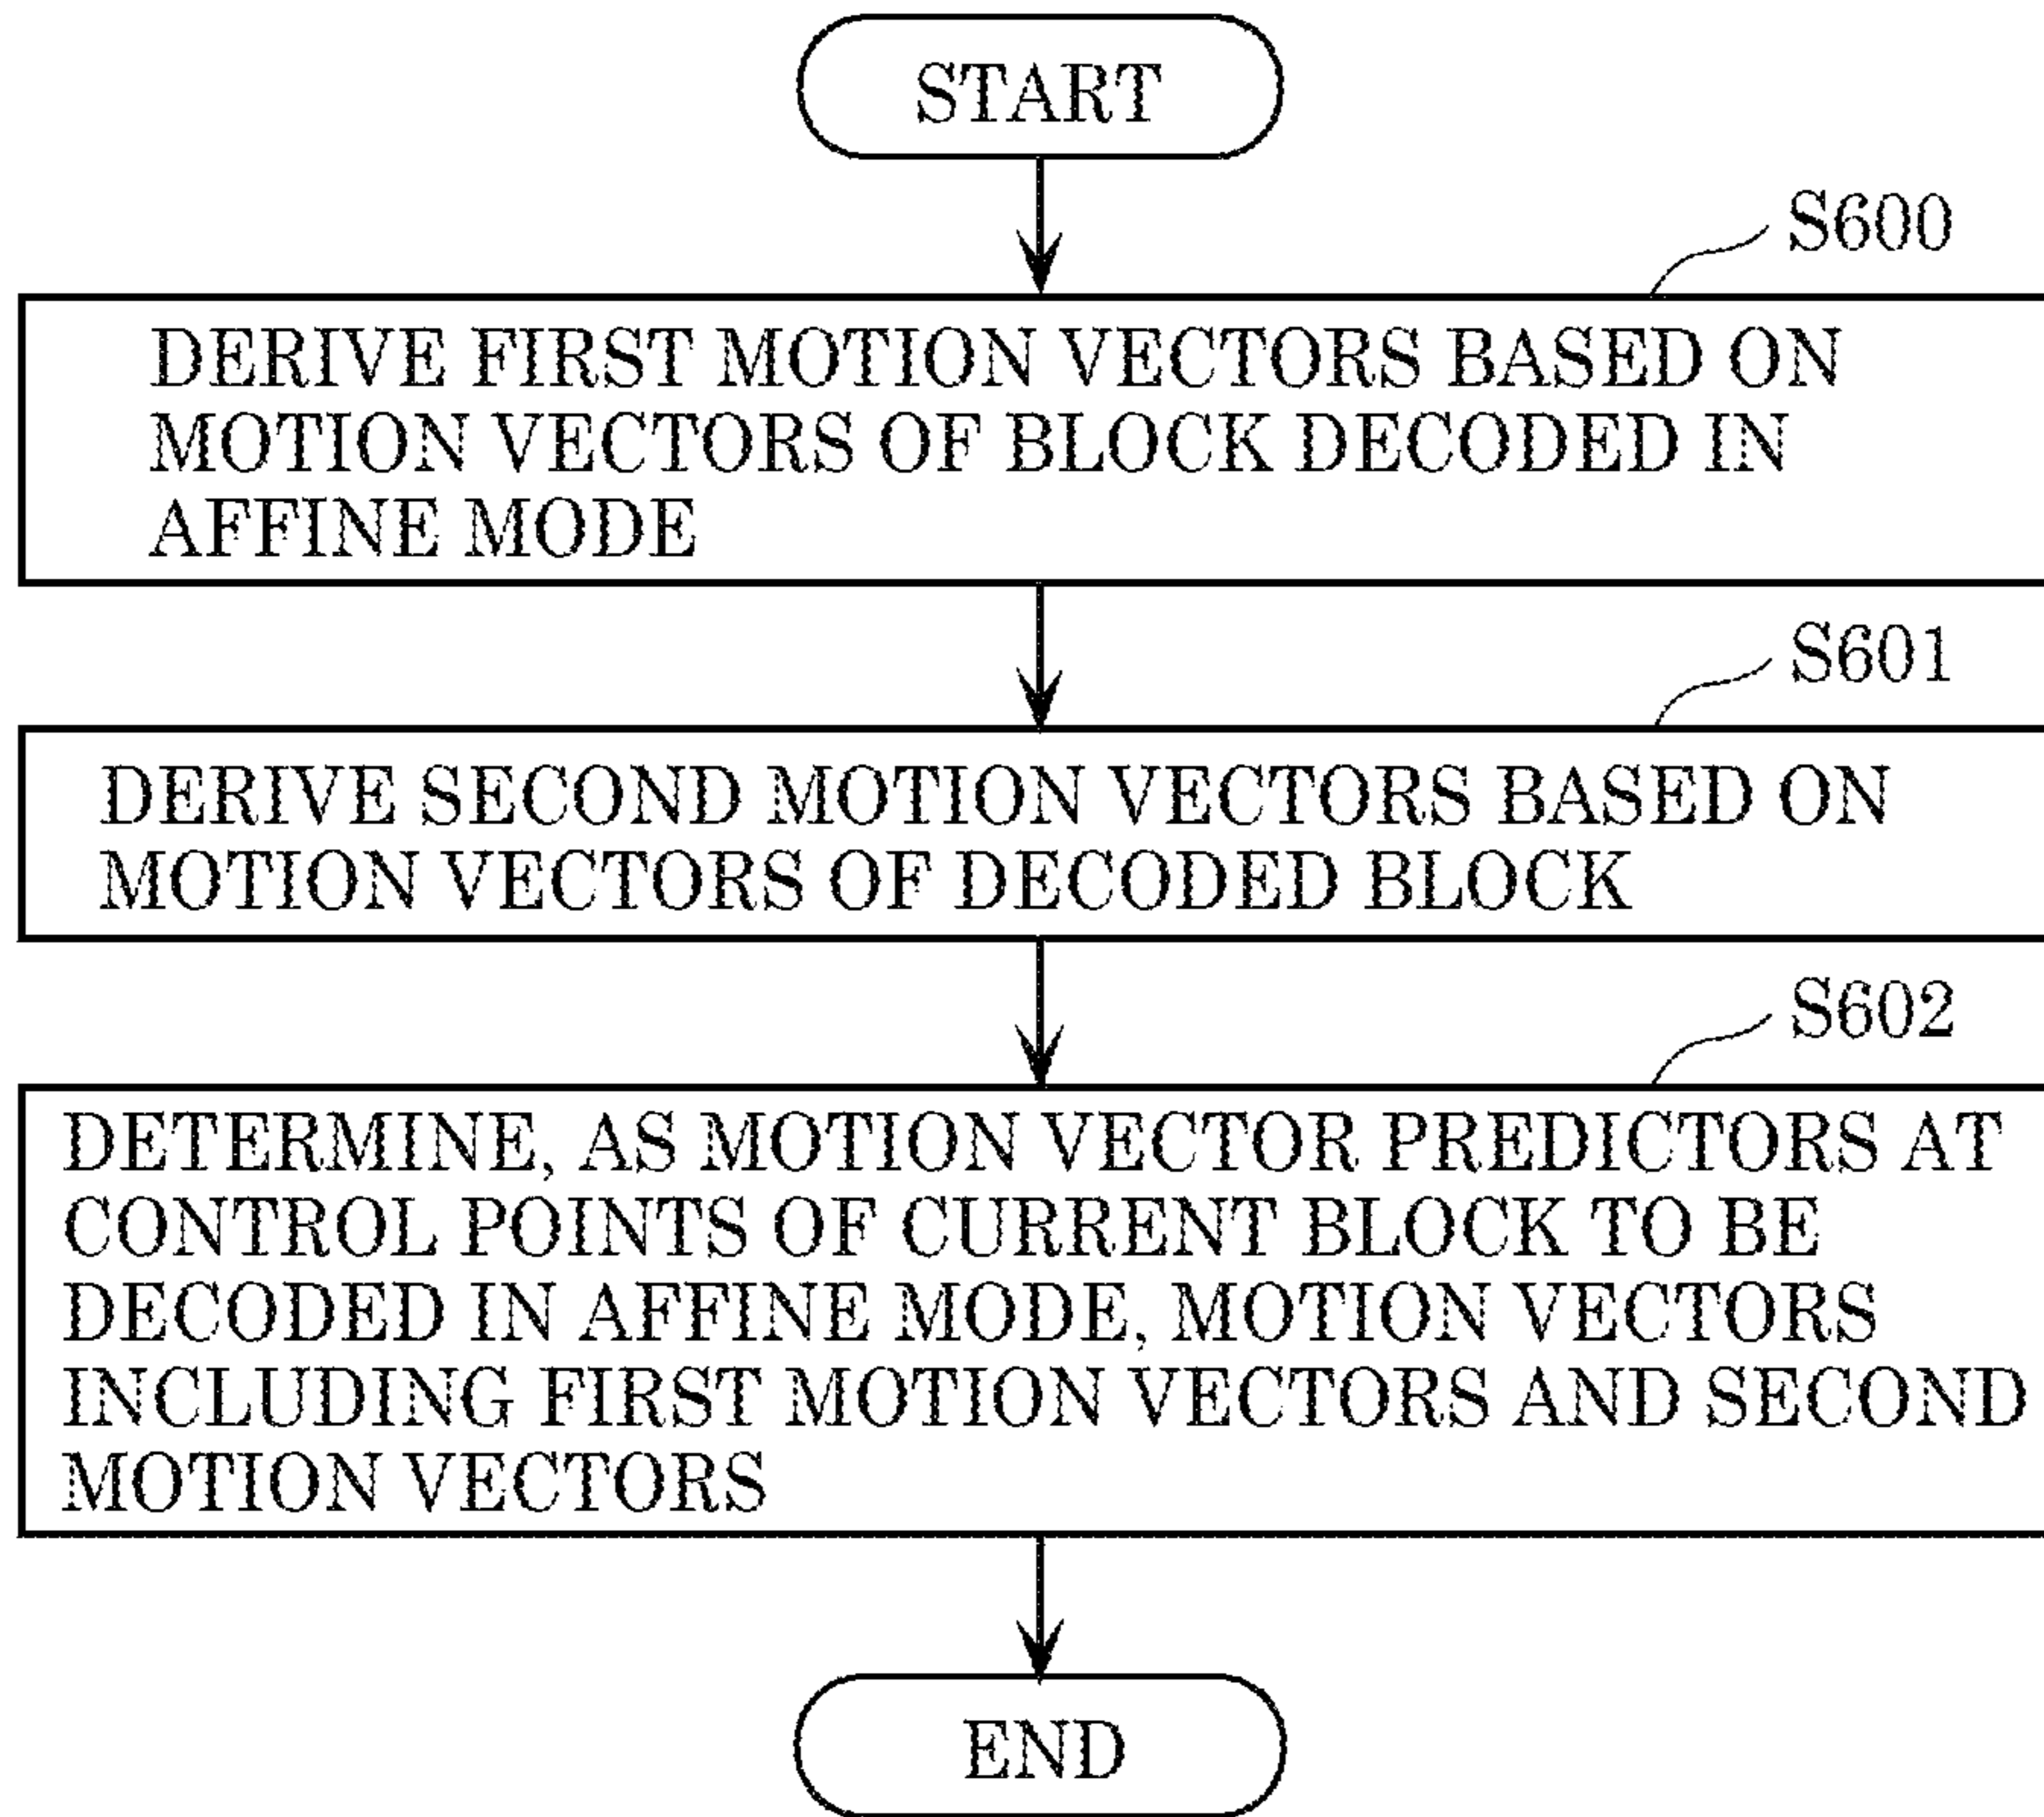 START
S600
DERIVE FIRST MOTION VECTORS BASED ON
MOTION VECTORS OF BLOCK DECODED IN
AFFINE MODE
S601
DERIVE SECOND MOTION VECTORS BASED ON
MOTION VECTORS OF DECODED BLOCK
S602
DETERMINE, AS MOTION VECTOR PREDICTORS AT
CONTROL POINTS OF CURRENT BLOCK TO BE
DECODED IN AFFINE MODE, MOTION VECTORS
INCLUDING FIRST MOTION VECTORS AND SECOND
MOTION VECTORS
END